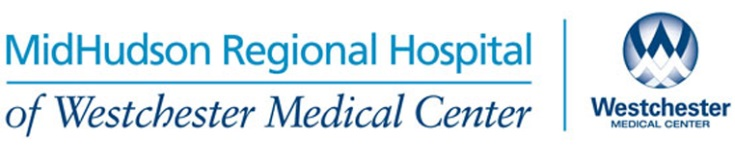 MidHudson Regional Hospital
of Westchester Medical Center
Westchester
MEDICAL CENTER